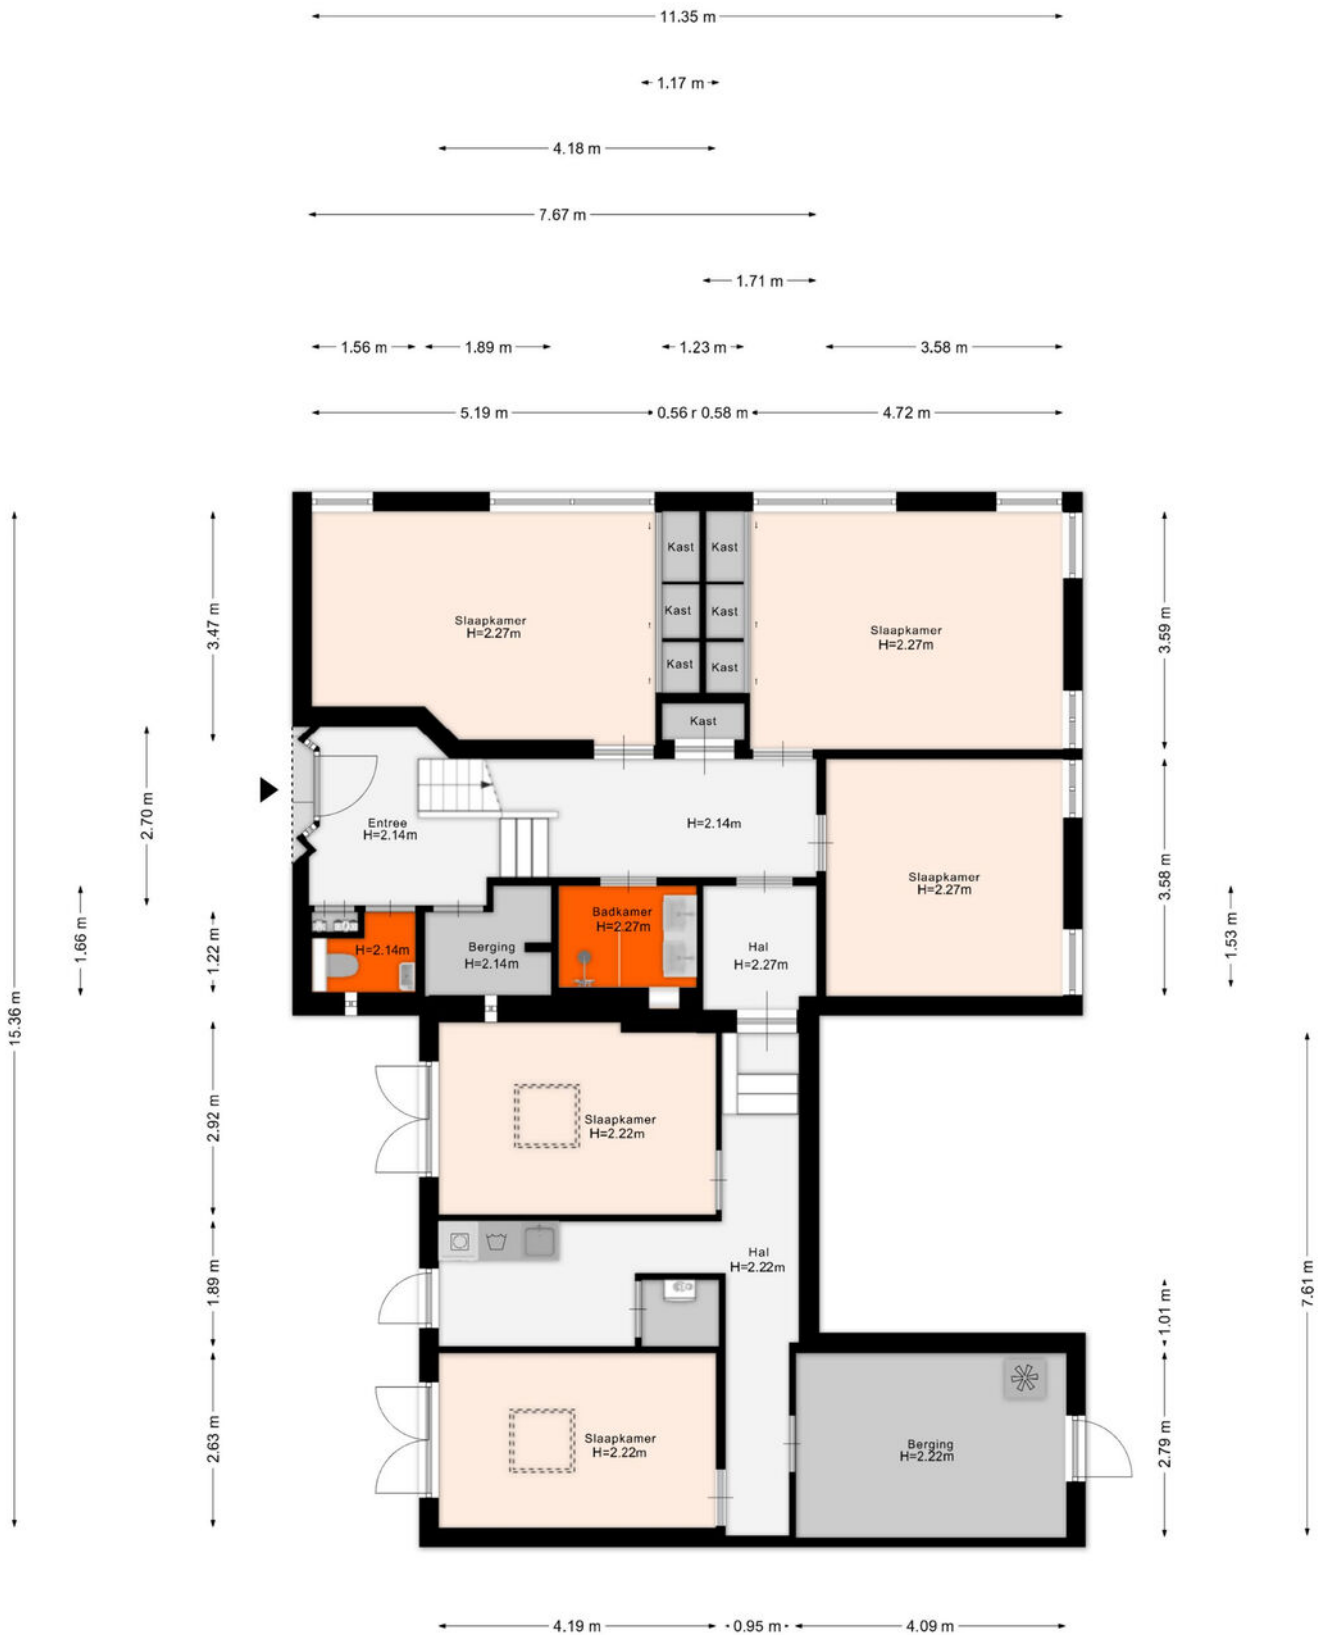 11.35 m
1.17 m
4.18 m
7.67 m
1.71 m
1.56 m
1.89 m
1.23 m
3.58 m
5.19 m
0.56 r
0.58 m
4.72 m
15.36 m
1.66 m
2.70 m
3.47 m
1.22 m
2.92 m
1.89 m
2.63 m
Kast
Kast
Kast
Kast
Kast
Kast
Kast
Slaapkamer
H=2.27m
Slaapkamer
H=2.27m
Entree
H=2.14m
H=2.14m
Slaapkamer
H=2.27m
H=2.14m
Berging
H=2.14m
Badkamer
H=2.27m
Hal
H=2.27m
Slaapkamer
H=2.22m
Hal
H=2.22m
Slaapkamer
H=2.22m
Berging
H=2.22m
3.59 m
3.58 m
1.53 m
1.01 m
2.79 m
7.61 m
4.19 m
0.95 m
4.09 m